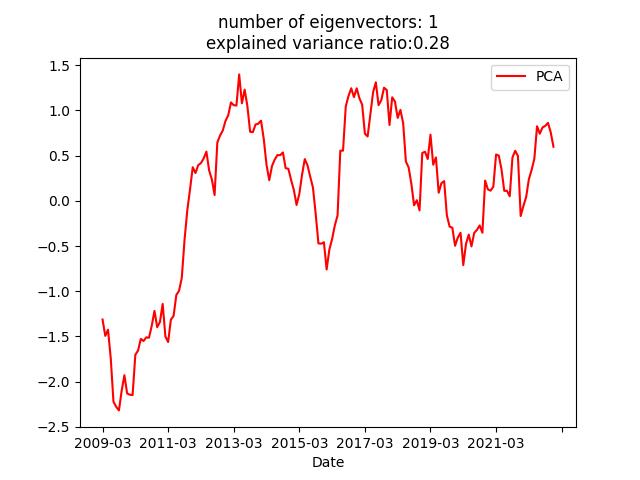 number of eigenvectors: 1
explained variance ratio:0.28
PCA
1.5
1.0
0.5
0.0
−0.5
−1.0
−1.5
−2.0
−2.5
2009-03 2011-03 2013-03 2015-03 2017-03 2019-03 2021-03
Date